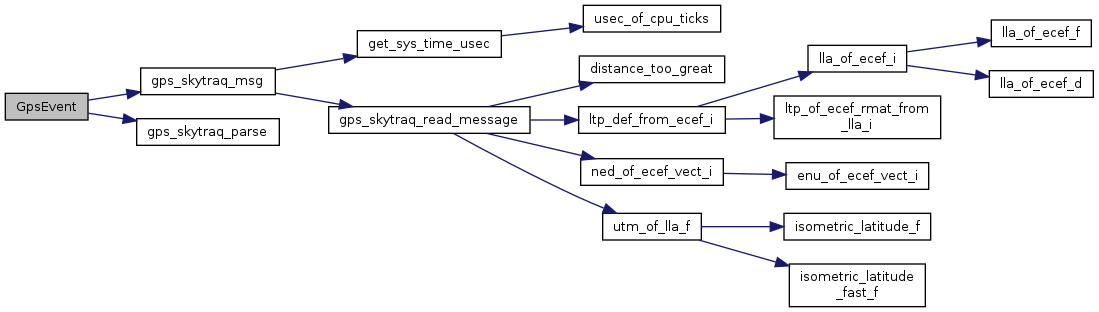 GpsEvent
gps_skytraq_msg
gps_skytraq_parse
get_sys_time_usec
usec_of_cpu_ticks
gps_skytraq_read_message
distance_too_great
ltp_def_from_ecef_i
lla_of_ecef_i
lla_of_ecef_f
lla_of_ecef_d
ltp_of_ecef_rmat_from
_lla_i
ned_of_ecef_vect_i
enu_of_ecef_vect_i
utm_of_lla_f
isometric_latitude_f
isometric_latitude
_fast_f